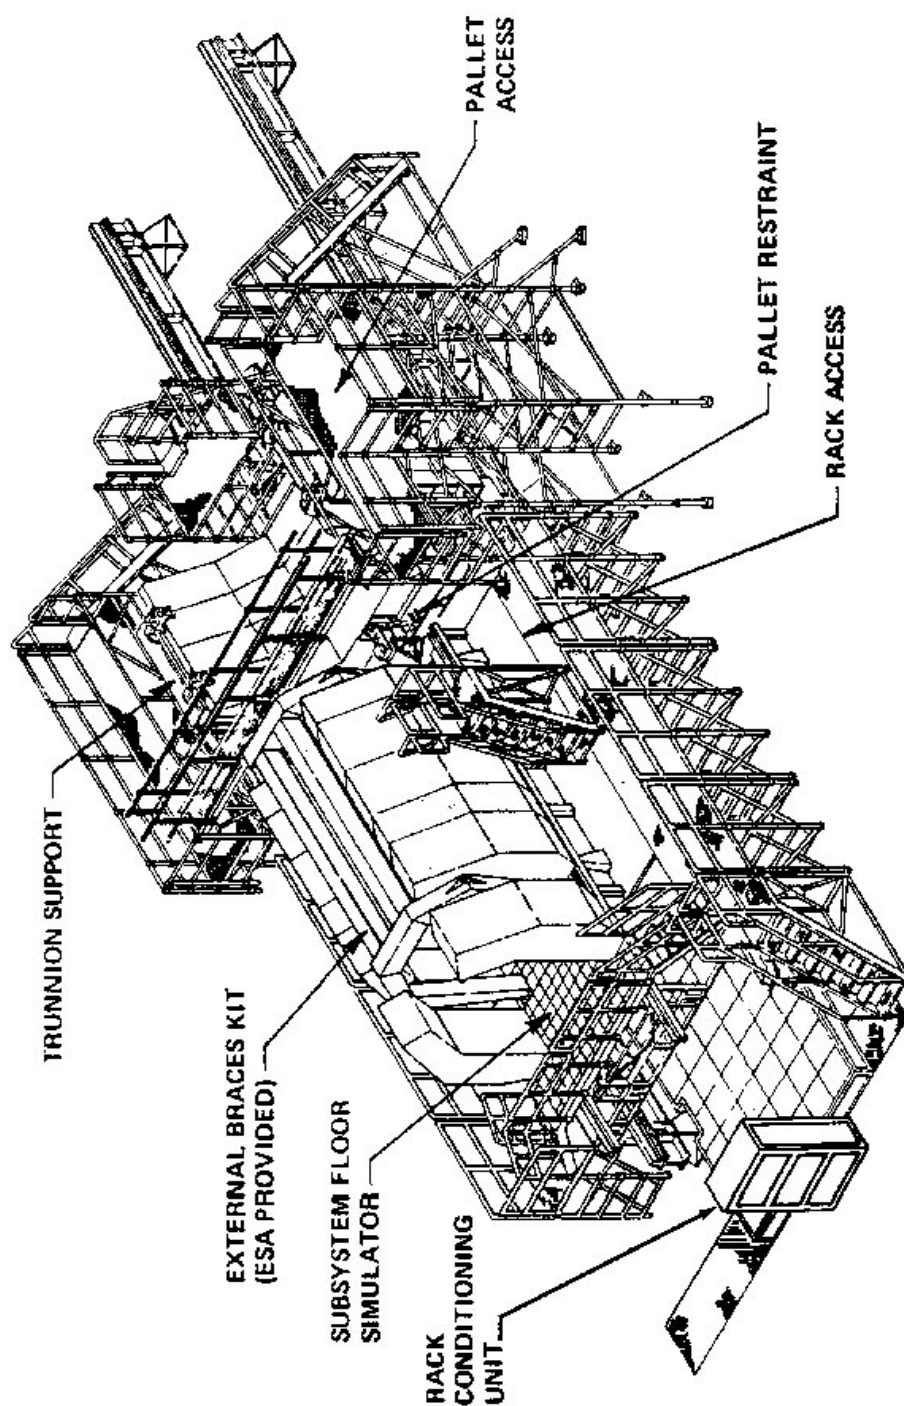 TRUNNION SUPPORT
EXTERNAL BRACES KIT
(ESA PROVIDED)
SUBSYSTEM FLOOR
SIMULATOR
RACK
CONDITIONING
UNIT
PALLET
ACCESS
PALLET RESTRAINT
RACK ACCESS